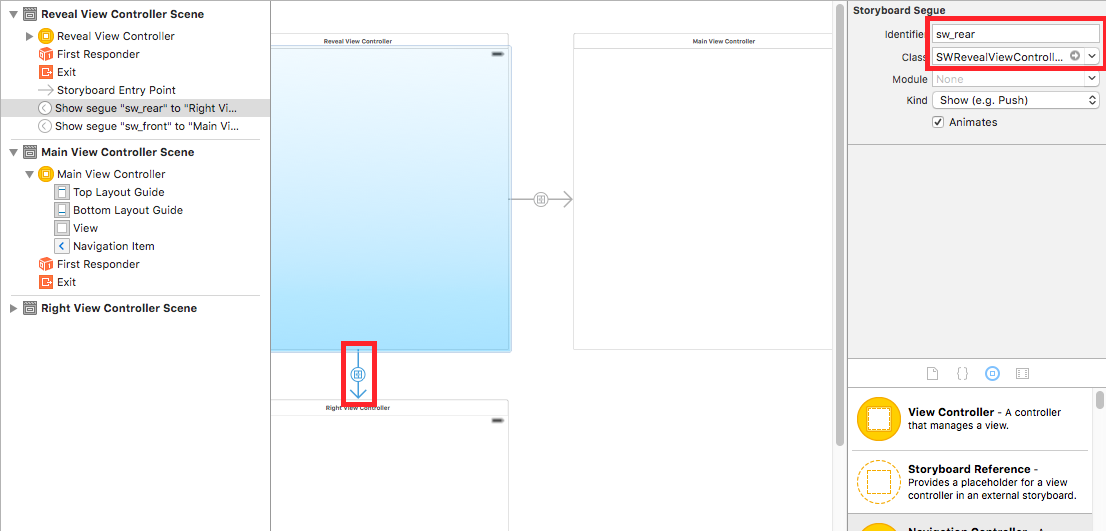 Reveal View Controller Scene
Reveal View Controller
First Responder
Exit
Storyboard Entry Point
Show segue "sw_rear" to "Right Vi...
Show segue "sw_front" to "Main Vi...
Main View Controller Scene
Main View Controller
Top Layout Guide
Bottom Layout Guide
View
Navigation Item
First Responder
Exit
Right View Controller Scene
Reveal View Controller
Main View Controller
Right View Controller
Storyboard Segue
Identifier sw_rear
Class SWRevealViewControll...
Module None
Kind Show (e.g. Push)
Animates
View Controller - A controller
that manages a view.
Storyboard Reference -
Provides a placeholder for a view
controller in an external storyboard.